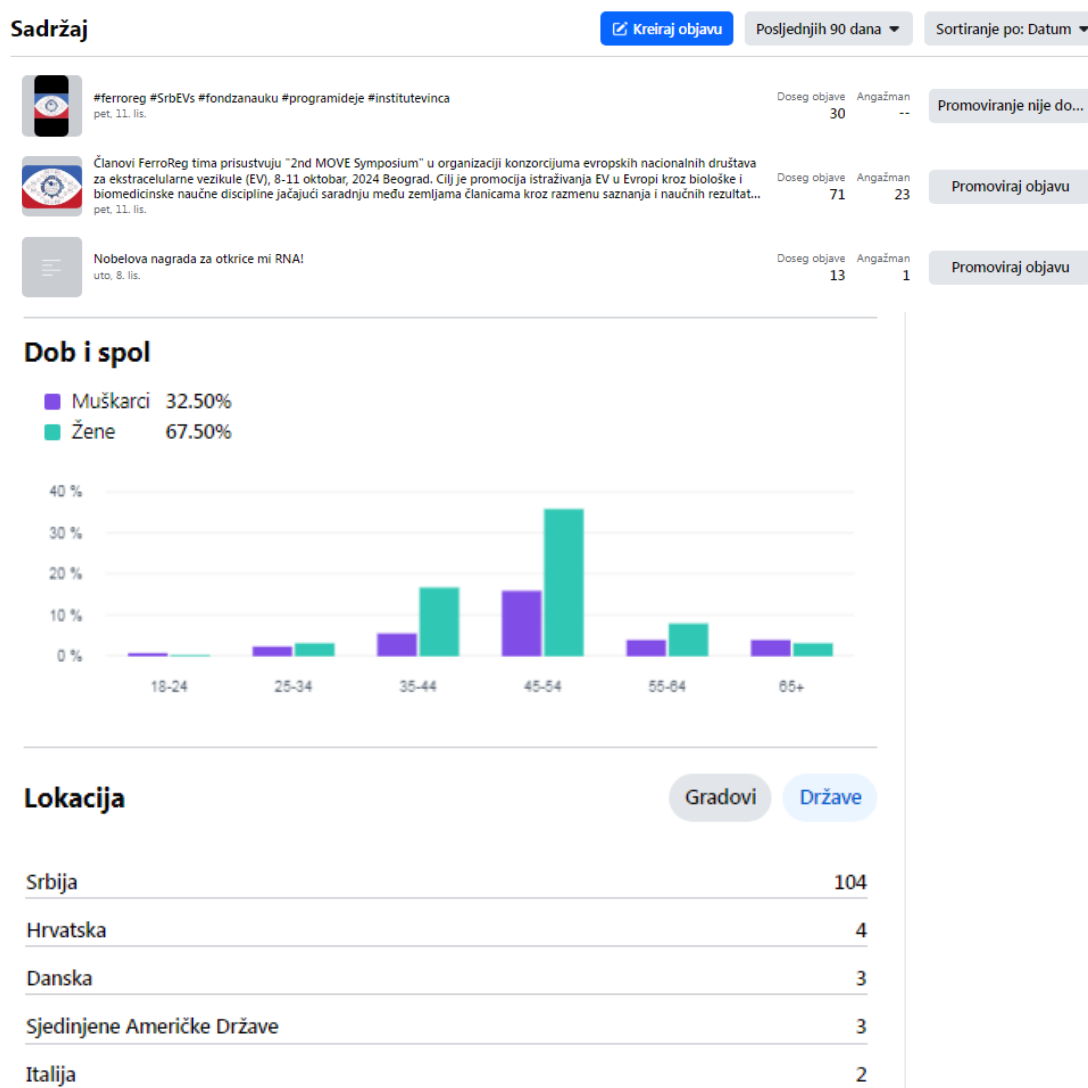 Sadržaj
Kreiraj objavu
Posljednjih 90 dana
Sortiranje po: Datum
#ferroreg #SrbEVs #fondzanauku #programideje #institutevinca
pet, 11. lis.
Doseg objave Angažman
30 --
Promoviranje nije do...
Članovi FerroReg tima prisustvuju "2nd MOVE Symposium" u organizaciji konzorcijuma evropskih nacionalnih društava
za ekstracelularne vezikule (EV), 8-11 oktobar, 2024 Beograd. Cilj je promocija istraživanja EV u Evropi kroz biološke i
biomedicinske naučne discipline jačajući saradnju među zemljama članicama kroz razmenu saznanja i naučnih rezultat...
pet, 11. lis.
Doseg objave Angažman
71 23
Promoviraj objavu
Nobelova nagrada za otkrice mi RNA!
uto, 8. lis.
Doseg objave Angažman
13 1
Promoviraj objavu
Dob i spol
Muškarci 32.50%
Žene 67.50%
40 %
30 %
20 %
10 %
0 %
18-24 25-34 35-44 45-54 55-64 65+
Lokacija
Gradovi
Države
Srbija 104
Hrvatska 4
Danska 3
Sjedinjene Američke Države 3
Italija 2